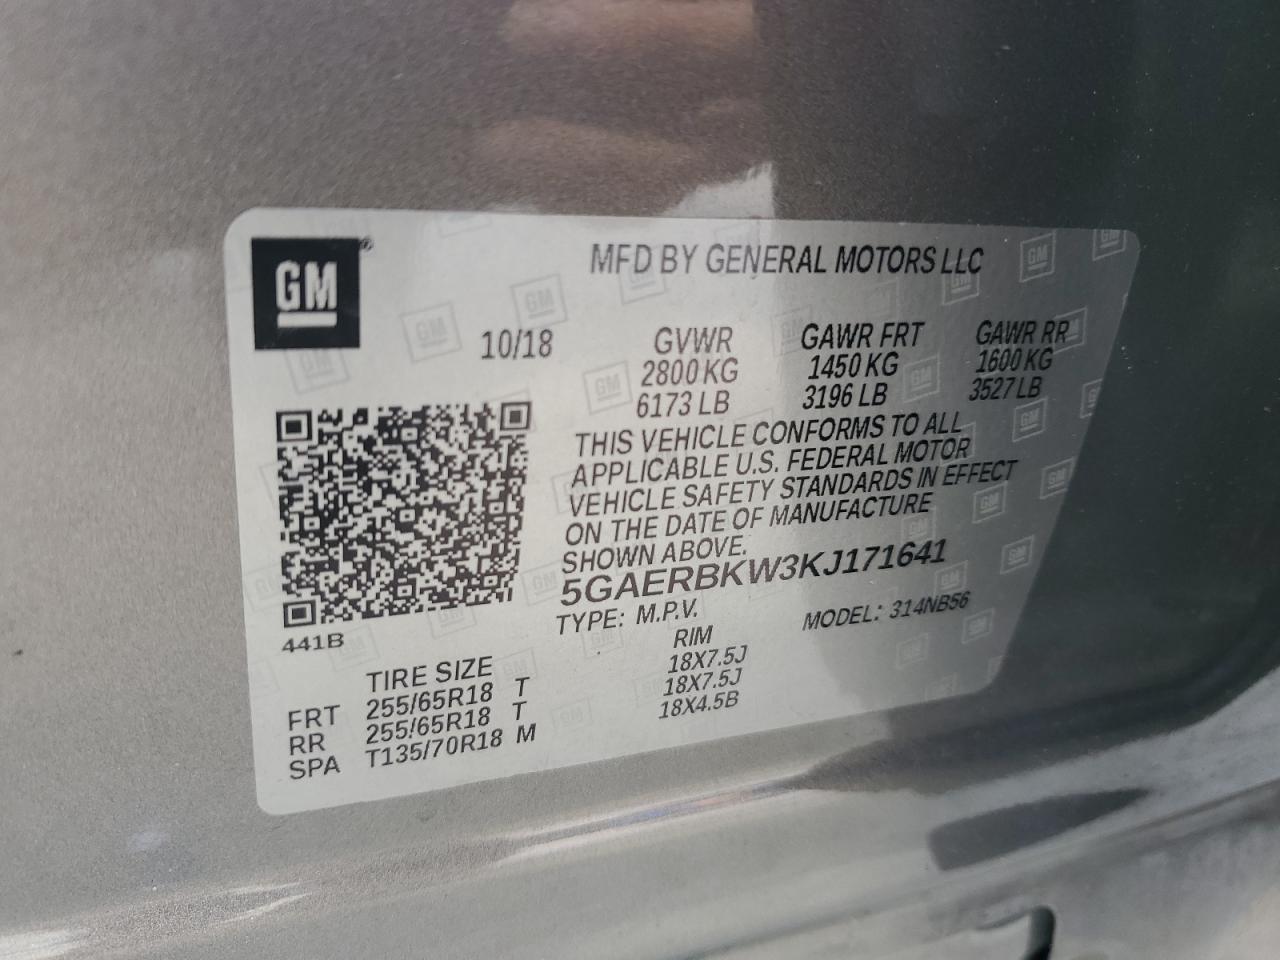 GM
MFD BY GENERAL MOTORS LLC
10/18 GVWR GAWR FRT GAWR RR
2800 KG 1450 KG 1600 KG
6173 LB 3196 LB 3527 LB
THIS VEHICLE CONFORMS TO ALL
APPLICABLE U.S. FEDERAL MOTOR
VEHICLE SAFETY STANDARDS IN EFFECT
ON THE DATE OF MANUFACTURE
SHOWN ABOVE.
5GAERBKW3KJ171641
TYPE: M.P.V. MODEL: 314NB56
441B
TIRE SIZE RIM
FRT 255/65R18 T 18X7.5J
RR 255/65R18 T 18X7.5J
SPA T135/70R18 M 18X4.5B